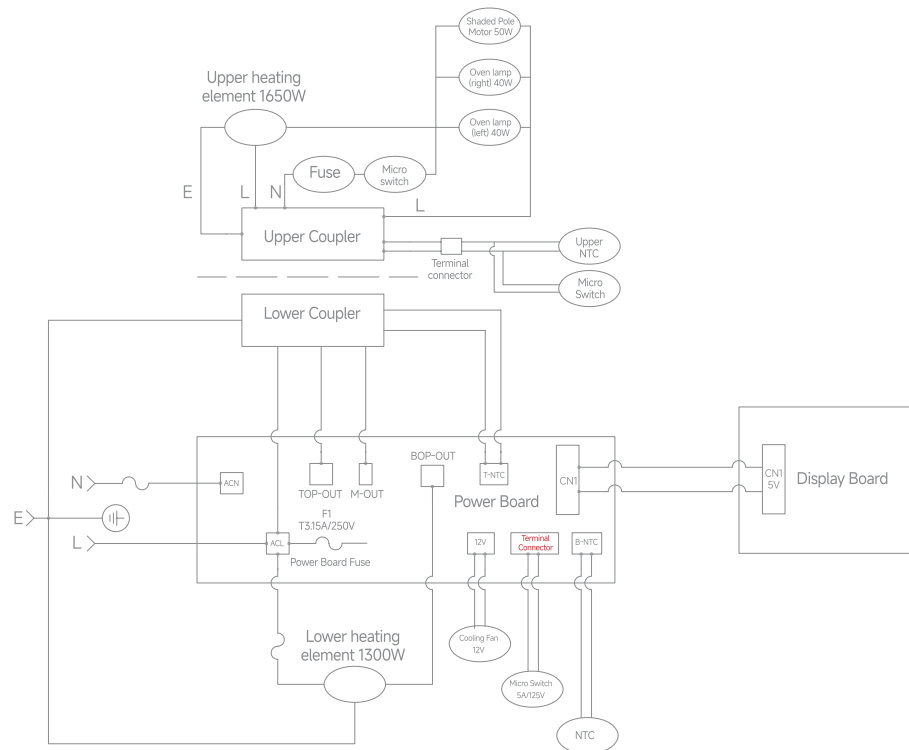 Shaded Pole
Motor 50W
Upper heating
element 1650W
Oven lamp
(right) 40W
Oven lamp
(left) 40W
Fuse
Micro
switch
E
L
N
L
Upper Coupler
Upper
NTC
Terminal
connector
Micro
Switch
Lower Coupler
BOP-OUT
N
ACN
TOP-OUT
M-OUT
T-NTC
Power Board
CN1
CN1
5V
Display Board
E
F1
T3.15A/250V
L
ACL
Power Board Fuse
12V
Terminal
Connector
B-NTC
Lower heating
element 1300W
Cooling Fan
12V
Micro Switch
5A/125V
NTC